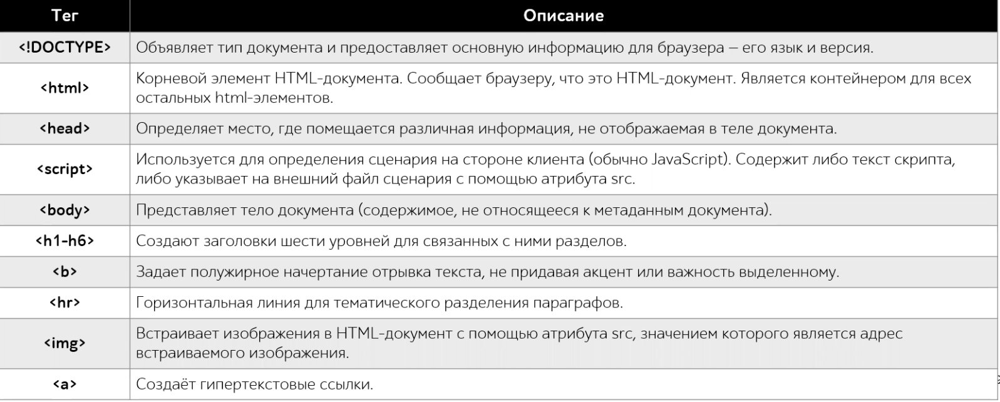 Тег Описание
<!DOCTYPE> Объявляет тип документа и предоставляет основную информацию для браузера – его язык и версия.
<html> Корневой элемент HTML-документа. Сообщает браузеру, что это HTML-документ. Является контейнером для всех
остальных html-элементов.
<head> Определяет место, где помещается различная информация, не отображаемая в теле документа.
<script> Используется для определения сценария на стороне клиента (обычно JavaScript). Содержит либо текст скрипта,
либо указывает на внешний файл сценария с помощью атрибута src.
<body> Представляет тело документа (содержимое, не относящееся к метаданным документа).
<h1-h6> Создают заголовки шести уровней для связанных с ними разделов.
<b> Задает полужирное начертание отрывка текста, не придавая акцент или важность выделенному.
<hr> Горизонтальная линия для тематического разделения параграфов.
<img> Встраивает изображения в HTML-документ с помощью атрибута src, значением которого является адрес
встраиваемого изображения.
<a> Создаёт гипертекстовые ссылки.